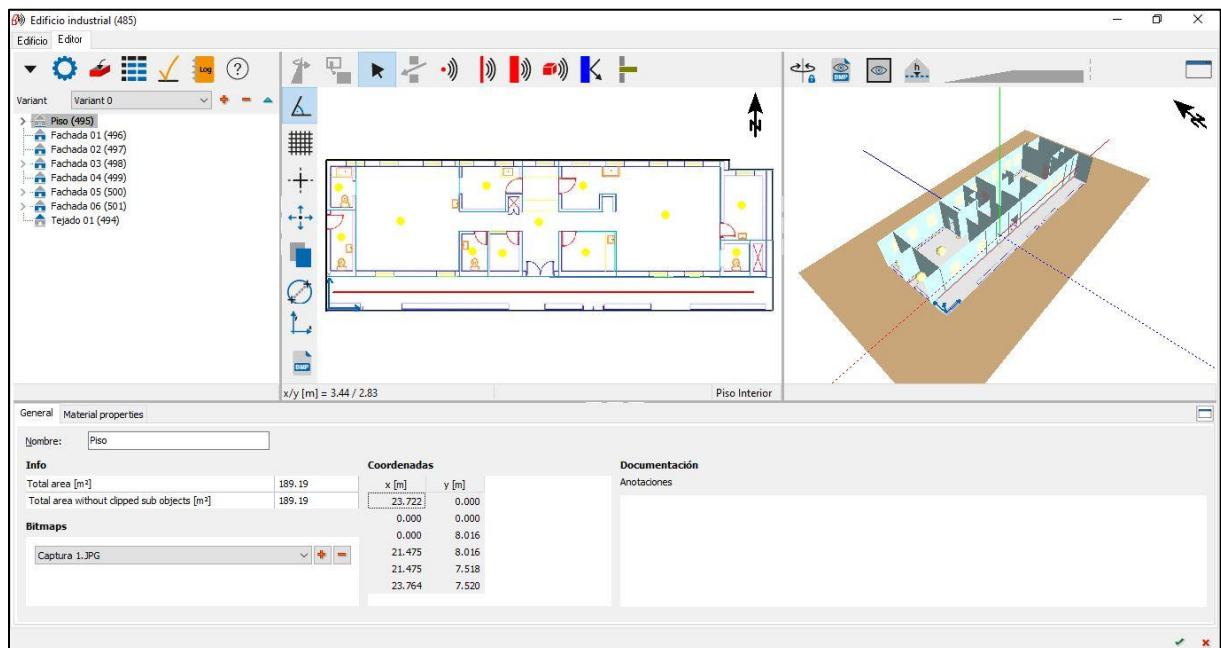 Edificio industrial (485)
Edificio Editor
Log ?
h
BMP
Variant Variant 0
Piso (495)
Fachada 01 (496)
Fachada 02 (497)
Fachada 03 (498)
Fachada 04 (499)
Fachada 05 (500)
Fachada 06 (501)
Tejado 01 (494)
N
N
BMP
x/y [m] = 3.44 / 2.83 Piso Interior
General Material properties
Nombre: Piso
Info Coordenadas Documentación
Total area [m²] 189.19 x [m] y [m] Anotaciones
Total area without clipped sub objects [m²] 189.19 23.722 0.000
0.000 0.000
Bitmaps
0.000 8.016
Captura 1.JPG 21.475 8.016
21.475 7.518
23.764 7.520